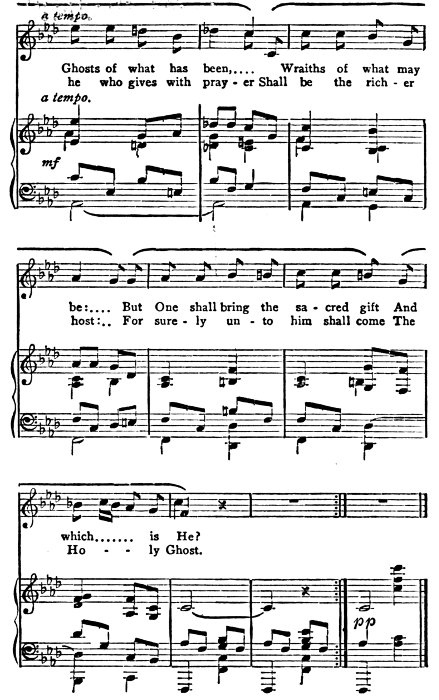 a tempo.
Ghosts of what has been,.... Wraiths of what may
he who gives with pray-er Shall be the rich-er
a tempo.
mf
be:.... But One shall bring the sa-cred gift And
host:.. For sure-ly un-to him shall come The
which....... is He?
Ho - - ly Ghost.
pp